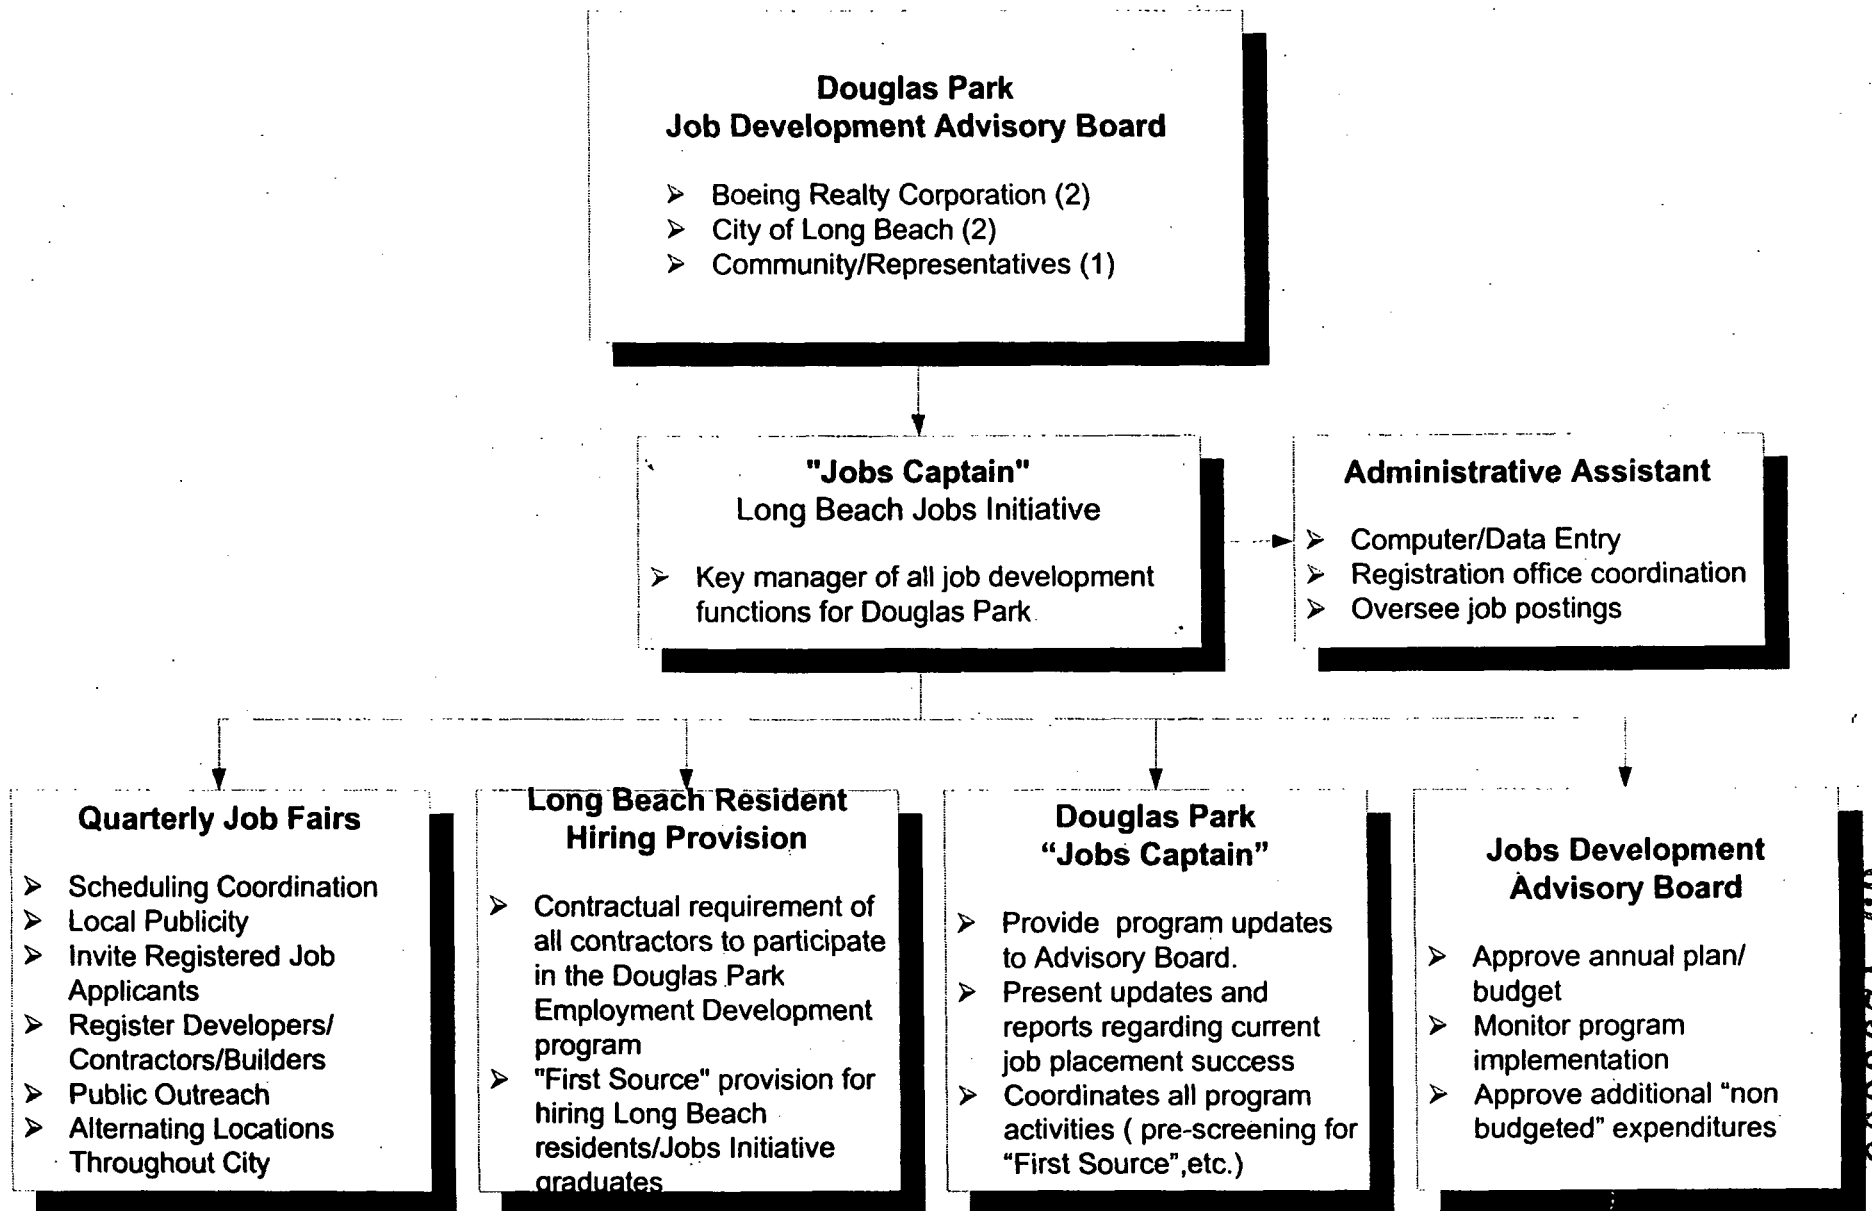 Douglas Park
Job Development Advisory Board
➢ Boeing Realty Corporation (2)
➢ City of Long Beach (2)
➢ Community/Representatives (1)
"Jobs Captain"
Long Beach Jobs Initiative
➢ Key manager of all job development
functions for Douglas Park
Administrative Assistant
➢ Computer/Data Entry
➢ Registration office coordination
➢ Oversee job postings
Quarterly Job Fairs
➢ Scheduling Coordination
➢ Local Publicity
➢ Invite Registered Job
Applicants
➢ Register Developers/
Contractors/Builders
➢ Public Outreach
➢ Alternating Locations
Throughout City
Long Beach Resident
Hiring Provision
➢ Contractual requirement of
all contractors to participate
in the Douglas Park
Employment Development
program
➢ "First Source" provision for
hiring Long Beach
residents/Jobs Initiative
graduates
Douglas Park
“Jobs Captain”
➢ Provide program updates
to Advisory Board.
➢ Present updates and
reports regarding current
job placement success
➢ Coordinates all program
activities ( pre-screening for
“First Source”,etc.)
Jobs Development
Advisory Board
➢ Approve annual plan/
budget
➢ Monitor program
implementation
➢ Approve additional “non
budgeted” expenditures